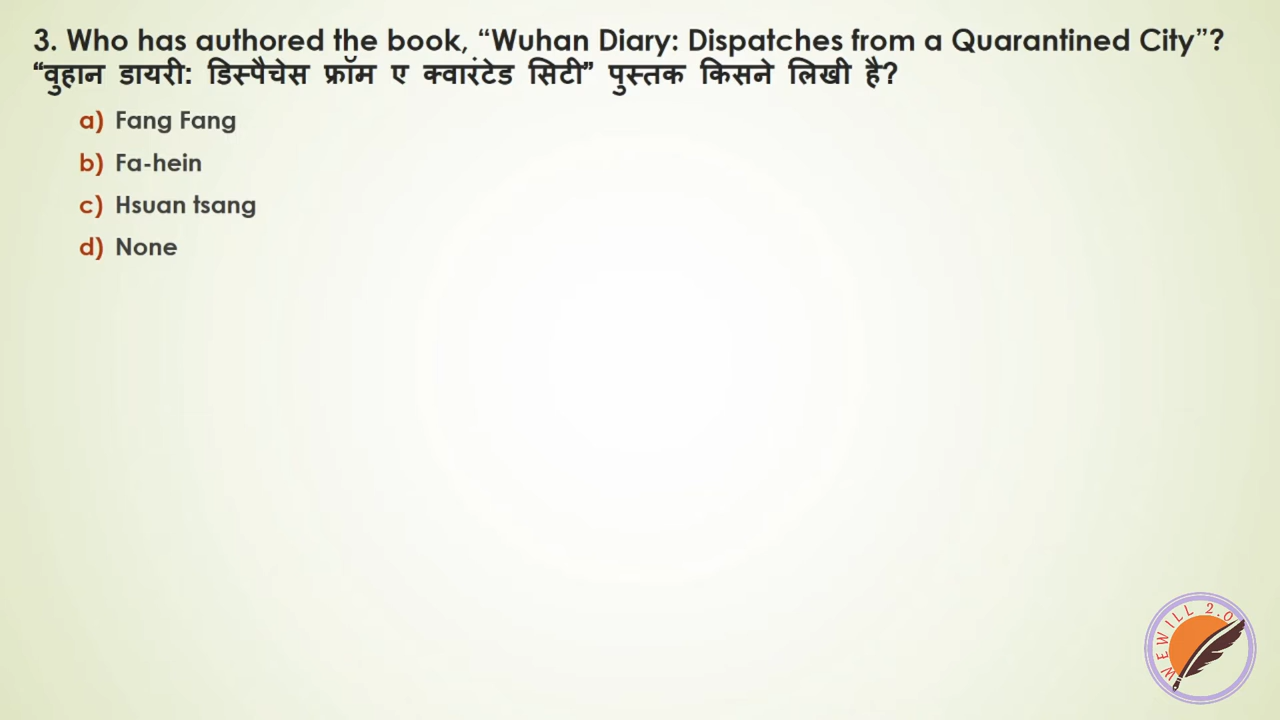 3. Who has authored the book, “Wuhan Diary: Dispatches from a Quarantined City”?
“वुहान डायरी: डिस्पैचेस फ्रॉम ए क्वारंटेड सिटी” पुस्तक किसने लिखी है?
a) Fang Fang
b) Fa-hein
c) Hsuan tsang
d) None
WEWILL 2.0